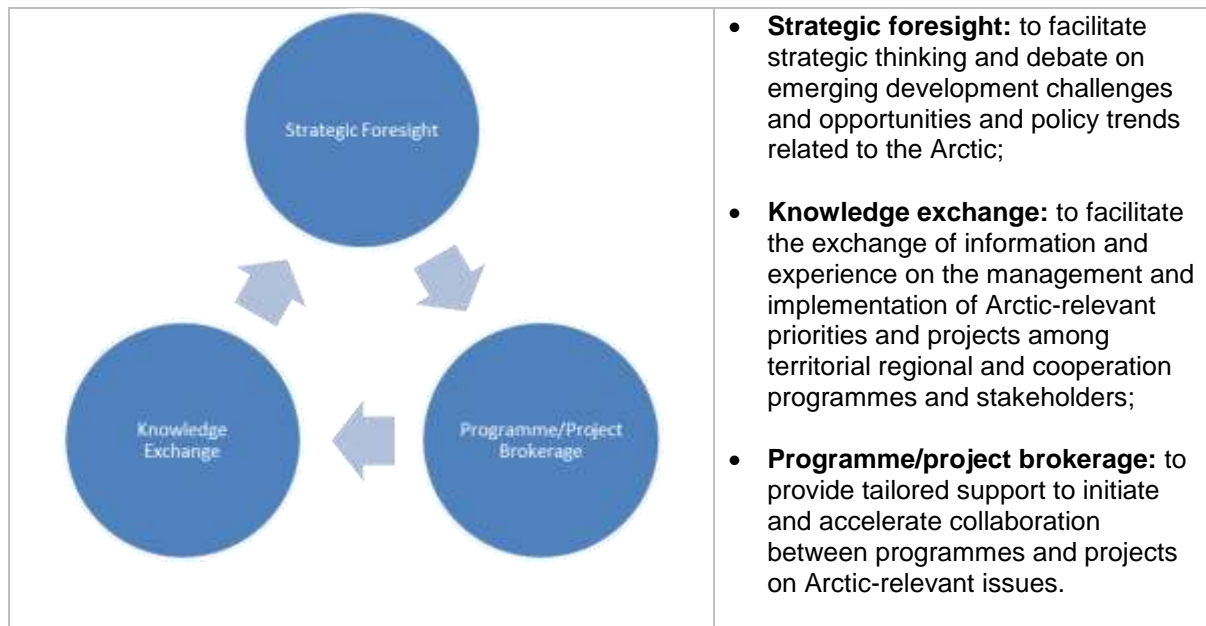 Strategic Foresight
Knowledge
Exchange
Programme/Project
Brokerage
• Strategic foresight: to facilitate
strategic thinking and debate on
emerging development challenges
and opportunities and policy trends
related to the Arctic;
• Knowledge exchange: to facilitate
the exchange of information and
experience on the management and
implementation of Arctic-relevant
priorities and projects among
territorial regional and cooperation
programmes and stakeholders;
• Programme/project brokerage: to
provide tailored support to initiate
and accelerate collaboration
between programmes and projects
on Arctic-relevant issues.